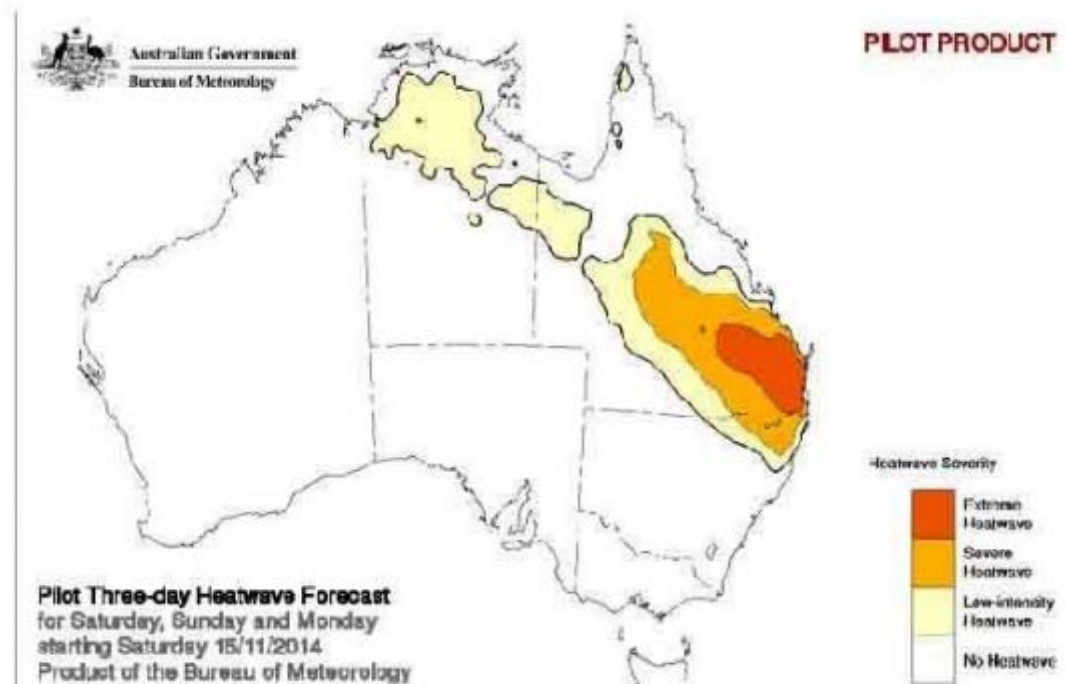 Australian Government
Bureau of Meteorology
PILOT PRODUCT
Heatwave Severity
Extreme
Heatwave
Severe
Heatwave
Low-intensity
Heatwave
No Heatwave
Pilot Three-day Heatwave Forecast
for Saturday, Sunday and Monday
starting Saturday 15/11/2014
Product of the Bureau of Meteorology